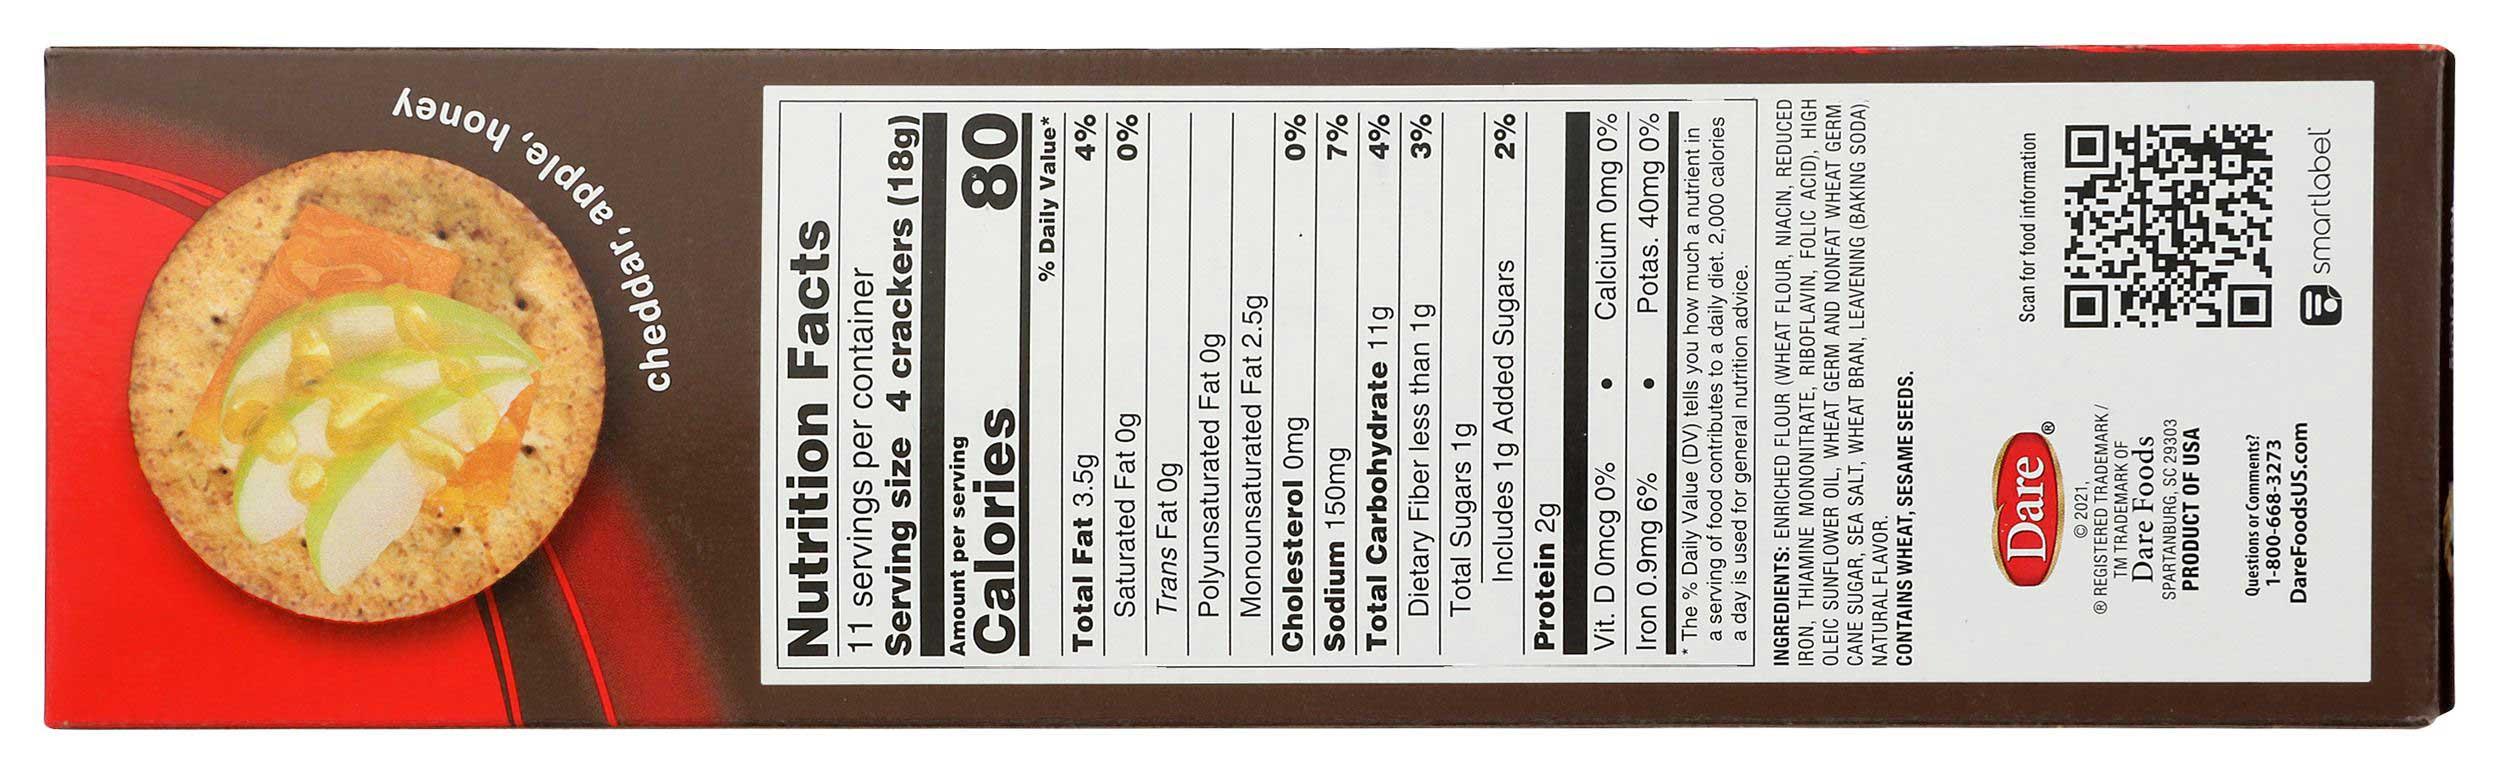 cheddar, apple, honey
Nutrition Facts
11 servings per container
Serving size 4 crackers (18g)
Amount per serving
Calories 80
% Daily Value*
Total Fat 3.5g 4%
Saturated Fat 0g 0%
Trans Fat 0g
Polyunsaturated Fat 0g
Monounsaturated Fat 2.5g
Cholesterol 0mg 0%
Sodium 150mg 7%
Total Carbohydrate 11g 4%
Dietary Fiber less than 1g 3%
Total Sugars 1g
Includes 1g Added Sugars 2%
Protein 2g
Vit. D 0mcg 0% • Calcium 0mg 0%
Iron 0.9mg 6% • Potas. 40mg 0%
* The % Daily Value (DV) tells you how much a nutrient in
a serving of food contributes to a daily diet. 2,000 calories
a day is used for general nutrition advice.
INGREDIENTS: ENRICHED FLOUR (WHEAT FLOUR, NIACIN, REDUCED
IRON, THIAMINE MONONITRATE, RIBOFLAVIN, FOLIC ACID), HIGH
OLEIC SUNFLOWER OIL, WHEAT GERM AND NONFAT WHEAT GERM,
CANE SUGAR, SEA SALT, WHEAT BRAN, LEAVENING (BAKING SODA),
NATURAL FLAVOR.
CONTAINS WHEAT, SESAME SEEDS.
Dare®
© 2021,
® REGISTERED TRADEMARK /
TM TRADEMARK OF
Dare Foods
SPARTANBURG, SC 29303
PRODUCT OF USA
Questions or Comments?
1-800-668-3273
DareFoodsUS.com
Scan for food information
smartlabel